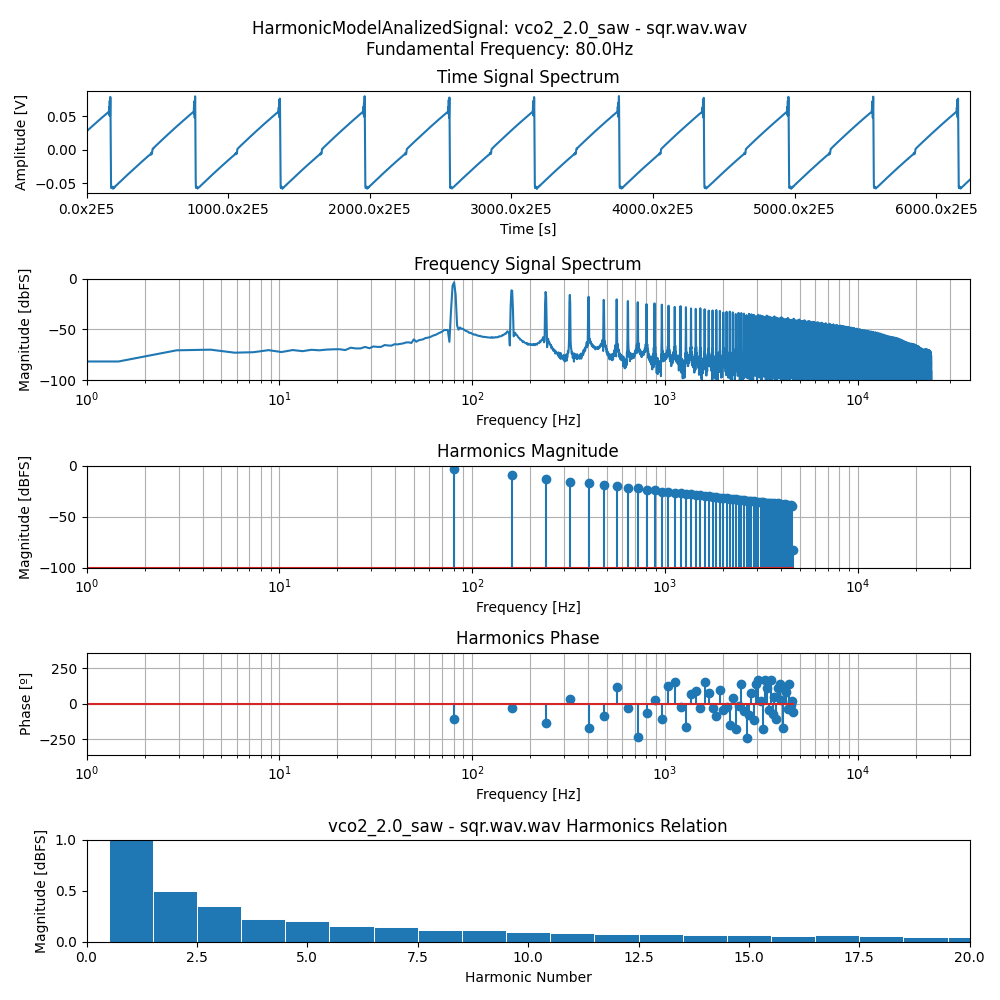 HarmonicModelAnalizedSignal: vco2_2.0_saw - sqr.wav.wav
Fundamental Frequency: 80.0Hz
Time Signal Spectrum
Amplitude [V]
0.05
0.00
−0.05
0.0x2E5 1000.0x2E5 2000.0x2E5 3000.0x2E5 4000.0x2E5 5000.0x2E5 6000.0x2E5
Time [s]
Frequency Signal Spectrum
Magnitude [dbFS]
0
−50
−100
10⁰ 10¹ 10² 10³ 10⁴
Frequency [Hz]
Harmonics Magnitude
Magnitude [dBFS]
0
−50
−100
10⁰ 10¹ 10² 10³ 10⁴
Frequency [Hz]
Harmonics Phase
Phase [º]
250
0
−250
10⁰ 10¹ 10² 10³ 10⁴
Frequency [Hz]
vco2_2.0_saw - sqr.wav.wav Harmonics Relation
Magnitude [dBFS]
1.0
0.5
0.0
0.0 2.5 5.0 7.5 10.0 12.5 15.0 17.5 20.0
Harmonic Number